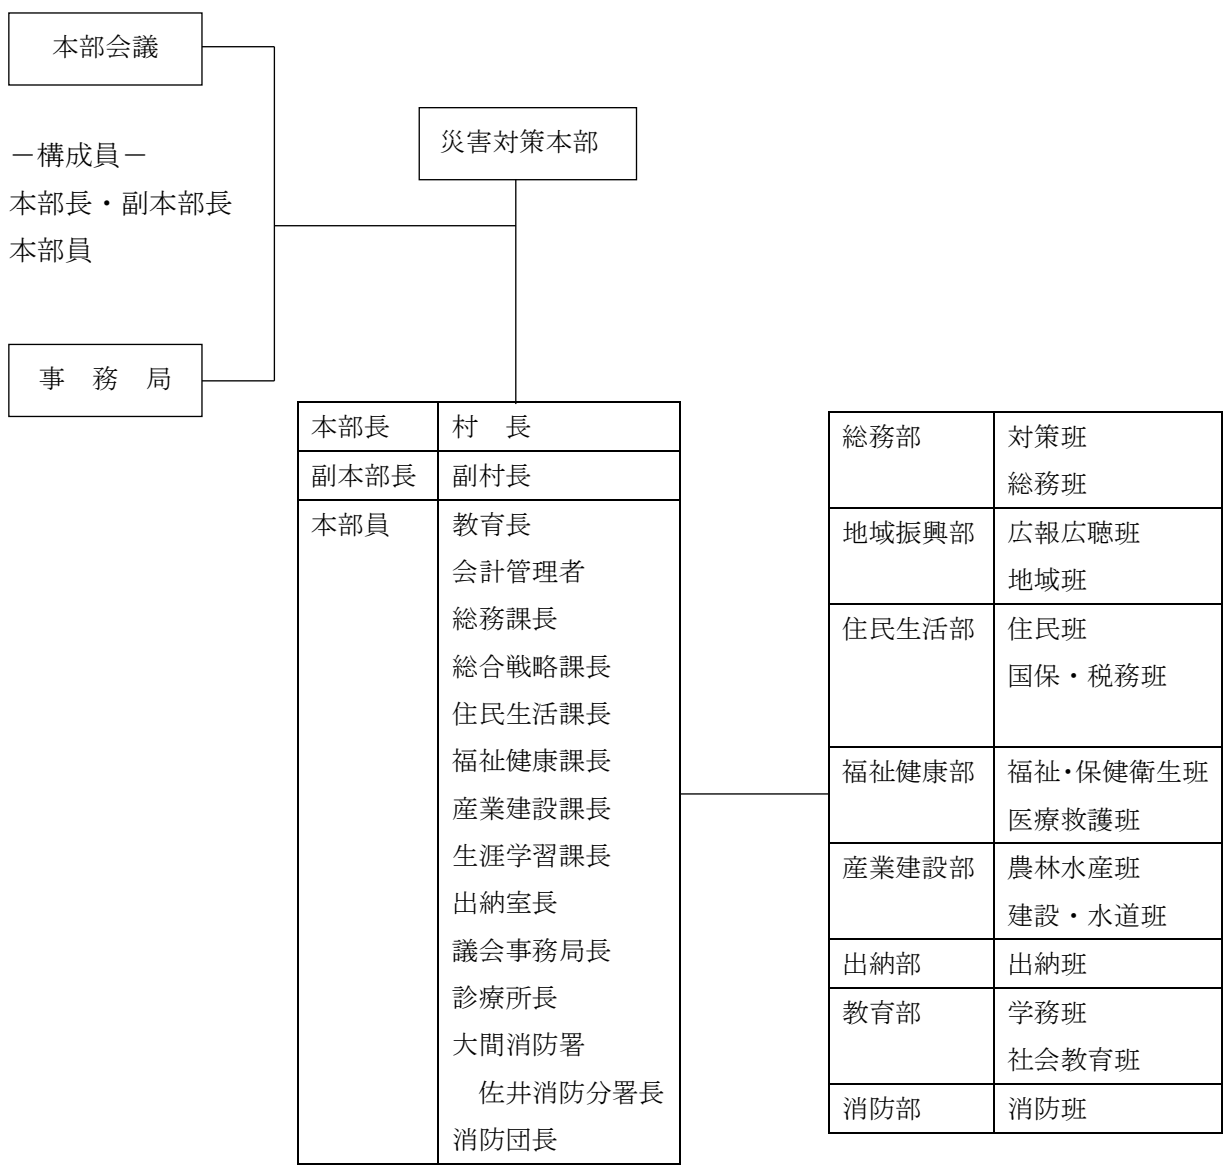 本部会議
災害対策本部
－構成員－
本部長・副本部長
本部員
事　務　局
本部長　村　長
副本部長　副村長
本部員　教育長
会計管理者
総務課長
総合戦略課長
住民生活課長
福祉健康課長
産業建設課長
生涯学習課長
出納室長
議会事務局長
診療所長
大間消防署
佐井消防分署長
消防団長
総務部　対策班
総務班
地域振興部　広報広聴班
地域班
住民生活部　住民班
国保・税務班
福祉健康部　福祉・保健衛生班
医療救護班
産業建設部　農林水産班
建設・水道班
出納部　出納班
教育部　学務班
社会教育班
消防部　消防班